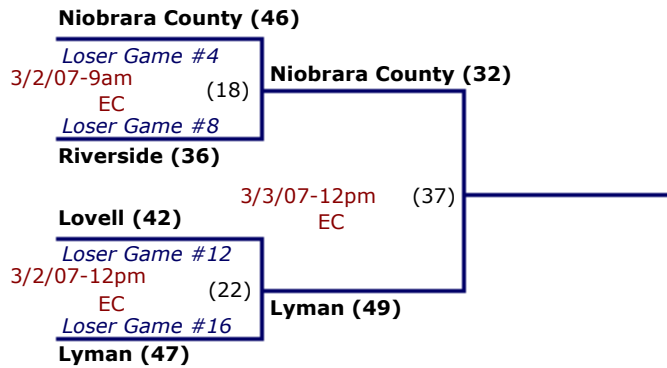 Niobrara County (46)
Loser Game #4
3/2/07-9am
EC
(18)
Niobrara County (32)
Loser Game #8
Riverside (36)
3/3/07-12pm
EC
(37)
Lovell (42)
Loser Game #12
3/2/07-12pm
EC
(22)
Lyman (49)
Loser Game #16
Lyman (47)